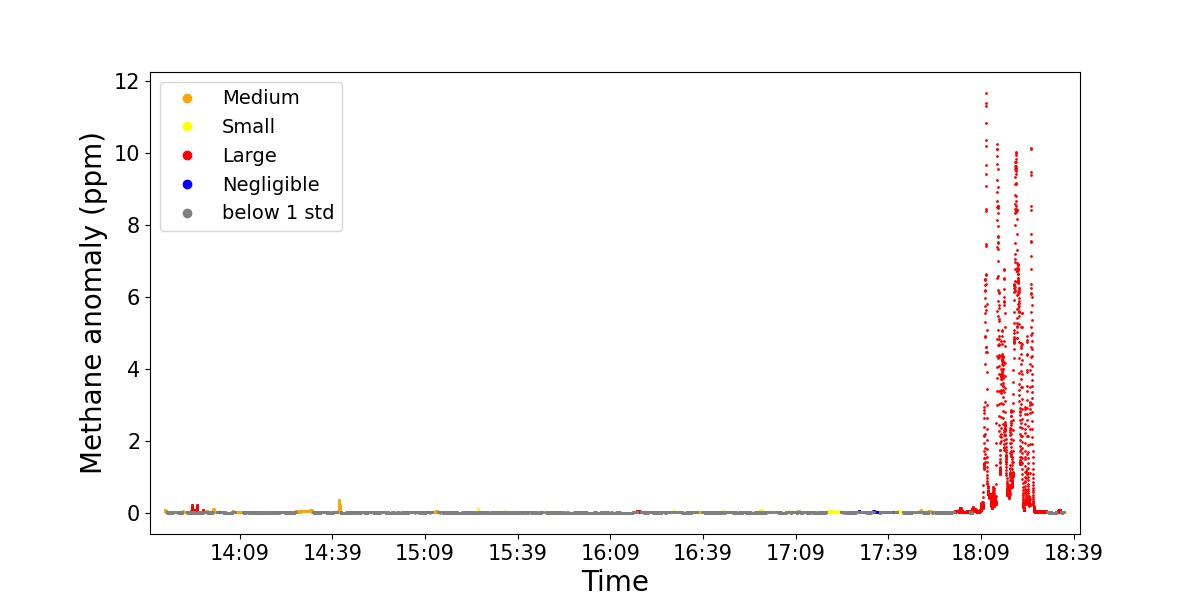 12
10
8
6
4
2
0
Methane anomaly (ppm)
Medium
Small
Large
Negligible
below 1 std
14:09 14:39 15:09 15:39 16:09 16:39 17:09 17:39 18:09 18:39
Time